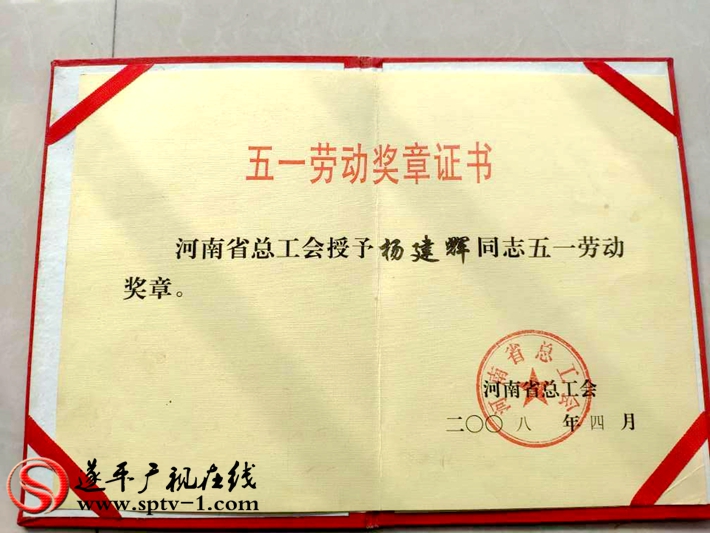 五一劳动奖章证书
河南省总工会授予杨建辉同志五一劳动
奖章。
河南省总工会
河南省总工会
二〇〇八年四月
遂平广视在线
www.sptv-1.com